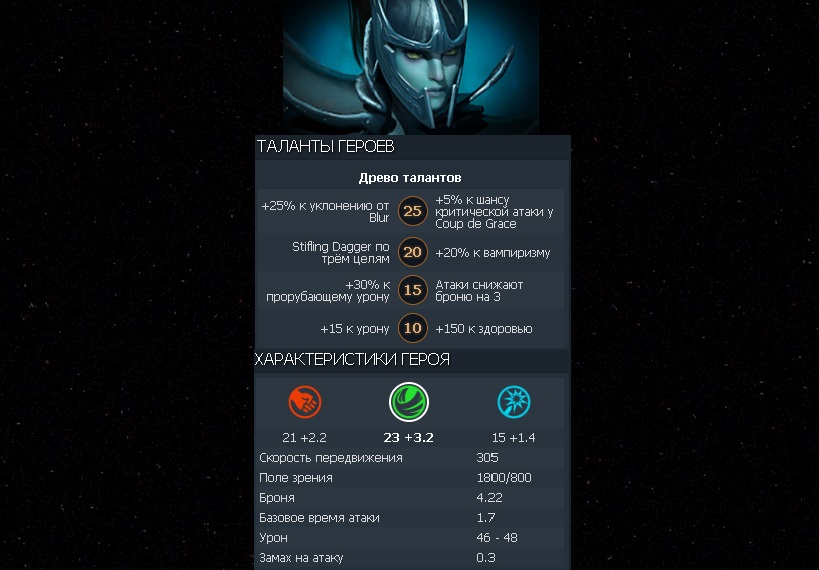 ТАЛАНТЫ ГЕРОЕВ
Древо талантов
+25% к уклонению от
Blur
25
+5% к шансу
критической атаки у
Coup de Grace
Stifling Dagger по
трём целям
20
+20% к вампиризму
+30% к
прорубающему урону
15
Атаки снижают
броню на 3
+15 к урону
10
+150 к здоровью
ХАРАКТЕРИСТИКИ ГЕРОЯ
21 +2.2
23 +3.2
15 +1.4
Скорость передвижения 305
Поле зрения 1800/800
Броня 4.22
Базовое время атаки 1.7
Урон 46 - 48
Замах на атаку 0.3